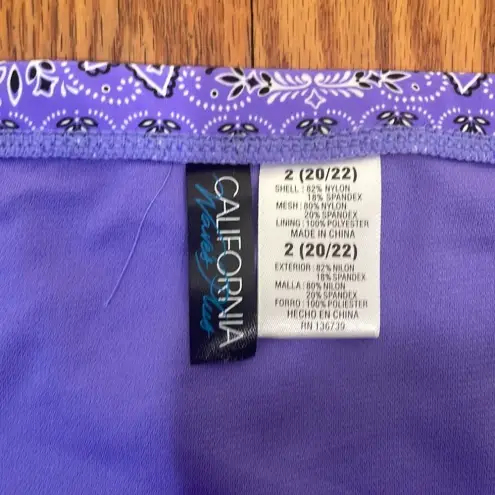 CALIFORNIA
Waves Plus
2 (20/22)
SHELL : 82% NYLON
18% SPANDEX
MESH : 80% NYLON
20% SPANDEX
LINING : 100% POLYESTER
MADE IN CHINA
2 (20/22)
EXTERIOR : 82% NILON
18% SPANDEX
MALLA : 80% NILON
20% SPANDEX
FORRO : 100% POLIESTER
HECHO EN CHINA
RN 136739